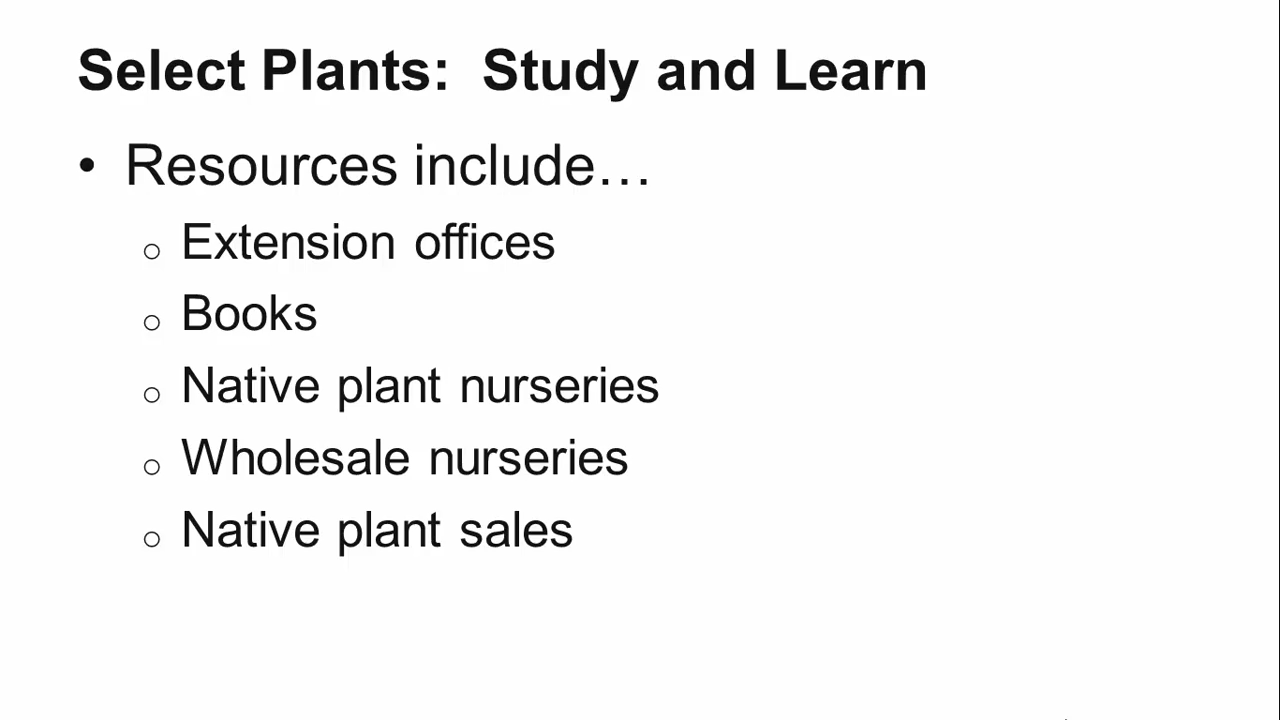 Select Plants:  Study and Learn
• Resources include…
o Extension offices
o Books
o Native plant nurseries
o Wholesale nurseries
o Native plant sales